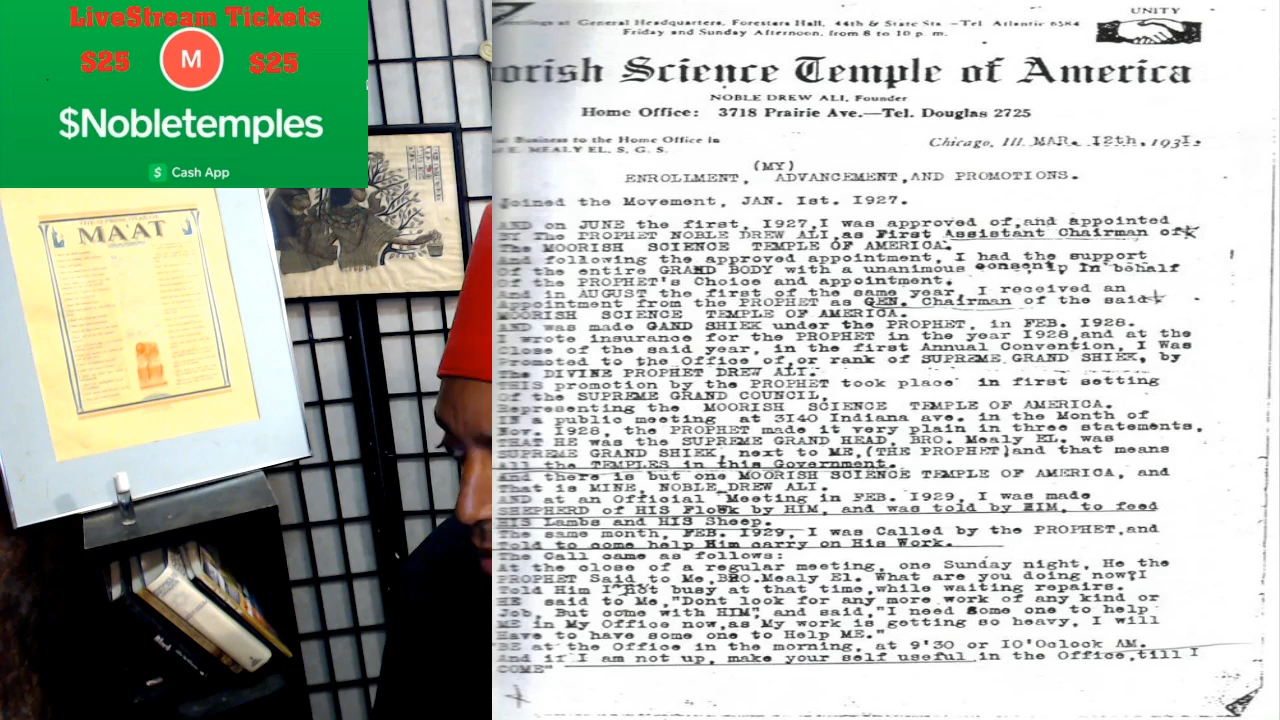 LiveStream Tickets
$25 M $25
$Nobletemples
$ Cash App
MAAT
UNITY
at General Headquarters, Foresters Hall, 44th & State Sts -Tel. Atlantic 6584
Friday and Sunday Afternoon, from 8 to 10 p. m.
orish Science Temple of America
NOBLE DREW ALI, Founder
Home Office: 3718 Prairie Ave.—Tel. Douglas 2725
Business to the Home Office in
E. MEALY EL, S. G. S.
Chicago, Ill. MAR. I2th, 193I.
(MY)
ENROLLMENT, ADVANCEMENT,AND PROMOTIONS.
Joined the Movement, JAN. Ist. I927.
AND on JUNE the first, I927,I was approved of,and appointed
BY The PROPHET NOBLE DREW ALI,as First Assistant Chairman of
The MOORISH SCIENCE TEMPLE OF AMERICA.
And following the approved appointment, I had the support
Of the entire GRAND BODY with a unanimous consent, In behalf
Of the PROPHET's Choice and appointment.
And in AUGUST the first of the same year, I received an
Appointment from the PROPHET as GEN. Chairman of the said
MOORISH SCIENCE TEMPLE OF AMERICA.
AND was made GAND SHIEK under the PROPHET, in FEB. I928.
I wrote insurance for the PROPHET in the year I928,and at the
Close of the said year, in the first Annual Convention, I Was
Promoted to the Office of,or rank of SUPREME GRAND SHIEK, by
The DIVINE PROPHET DREW ALI.
THIS promotion by the PROPHET took place in first setting
Of the SUPREME GRAND COUNCIL,
Representing the MOORISH SCIENCE TEMPLE OF AMERICA.
IN a public meeting at 3I40 Indiana ave. in the Month of
Nov. I928, the PROPHET made it very plain in three statements,
THAT HE was the SUPREME GRAND HEAD, BRO. Mealy EL. was
SUPREME GRAND SHIEK, next to ME,(THE PROPHET)and that means
All the TEMPLES in this Government.
And there is but one MOORISH SCIENCE TEMPLE OF AMERICA, and
That is MINE, NOBLE DREW ALI.
AND at an Official Meeting in FEB. I929, I was made
SHEPHERD of HIS Flock by HIM, and was told by HIM, to feed
HIS Lambs and HIS Sheep.
The same month, FEB. I929, I was Called by the PROPHET,and
Told to come help Him carry on His Work.
The Call came as follows:
At the close of a regular meeting, one Sunday night, He the
PROPHET Said to Me,BRO.Mealy El. What are you doing now?I
Told Him I'not busy at that time,while waiting repairs.
HE said to Me,"Dont look for any more work of any kind or
Job, But come with HIM" and said,"I need Some one to help
ME in My Office now,as My work is getting so heavy, I will
Have to have some one to Help ME."
BE at the Office in the morning, at 9'30 or IO'Oclock AM.
And if I am not up, make your self useful in the Office,till I
COME"